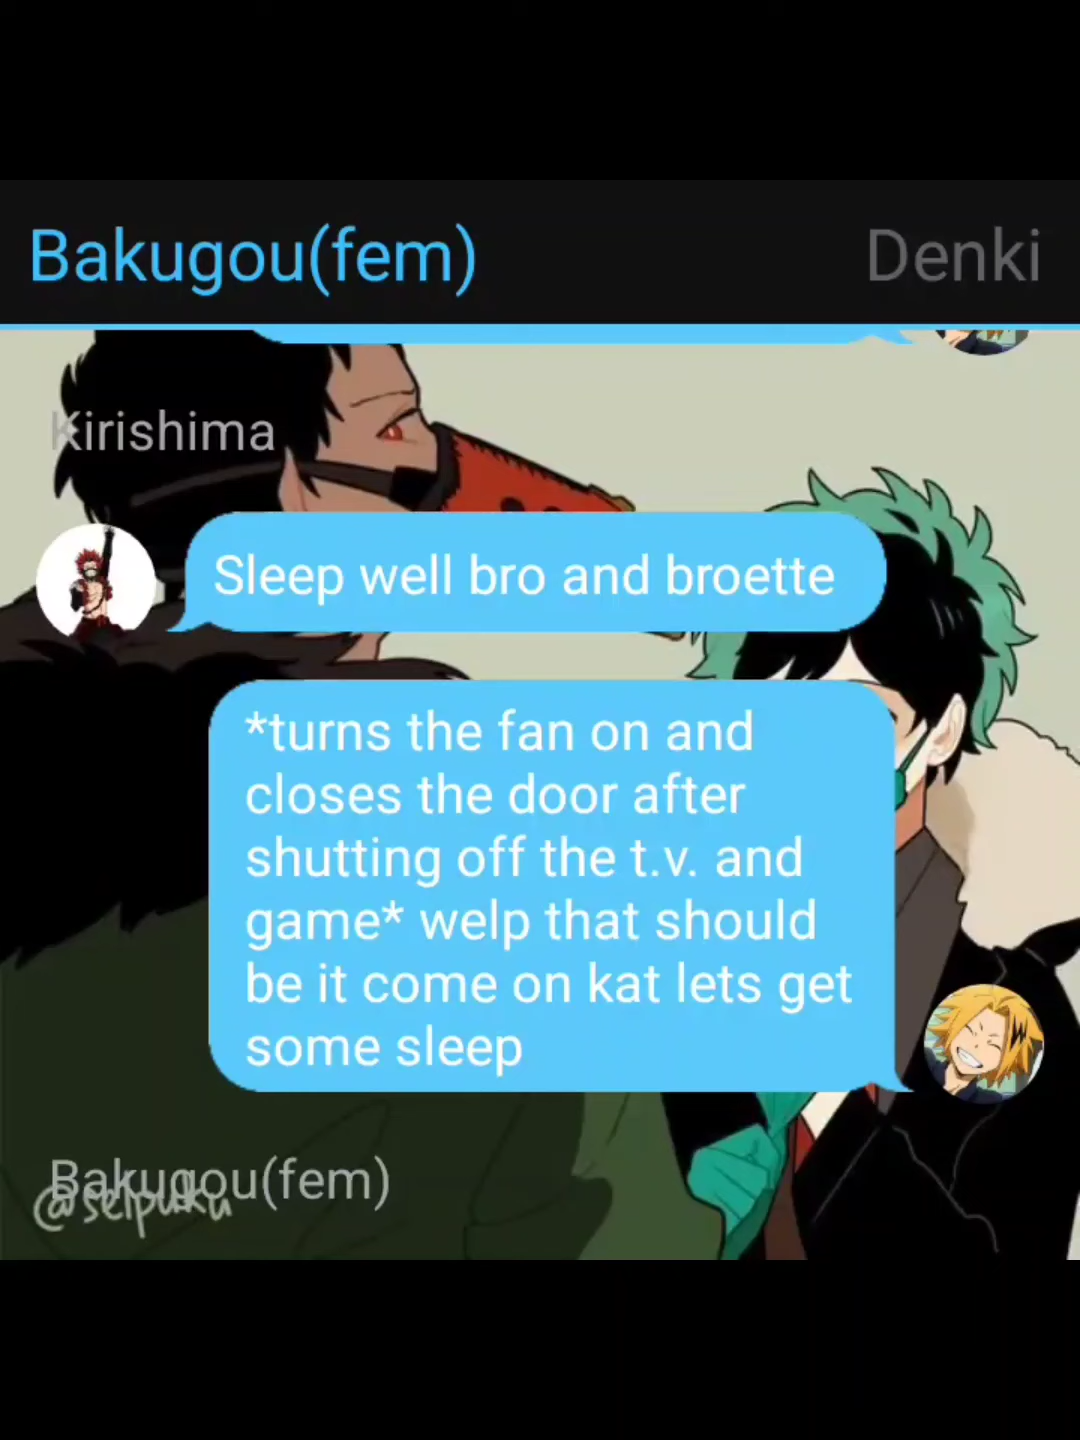 Bakugou(fem) Denki
Kirishima
Sleep well bro and broette
*turns the fan on and
closes the door after
shutting off the t.v. and
game* welp that should
be it come on kat lets get
some sleep
Bakugou(fem)
@seipuku